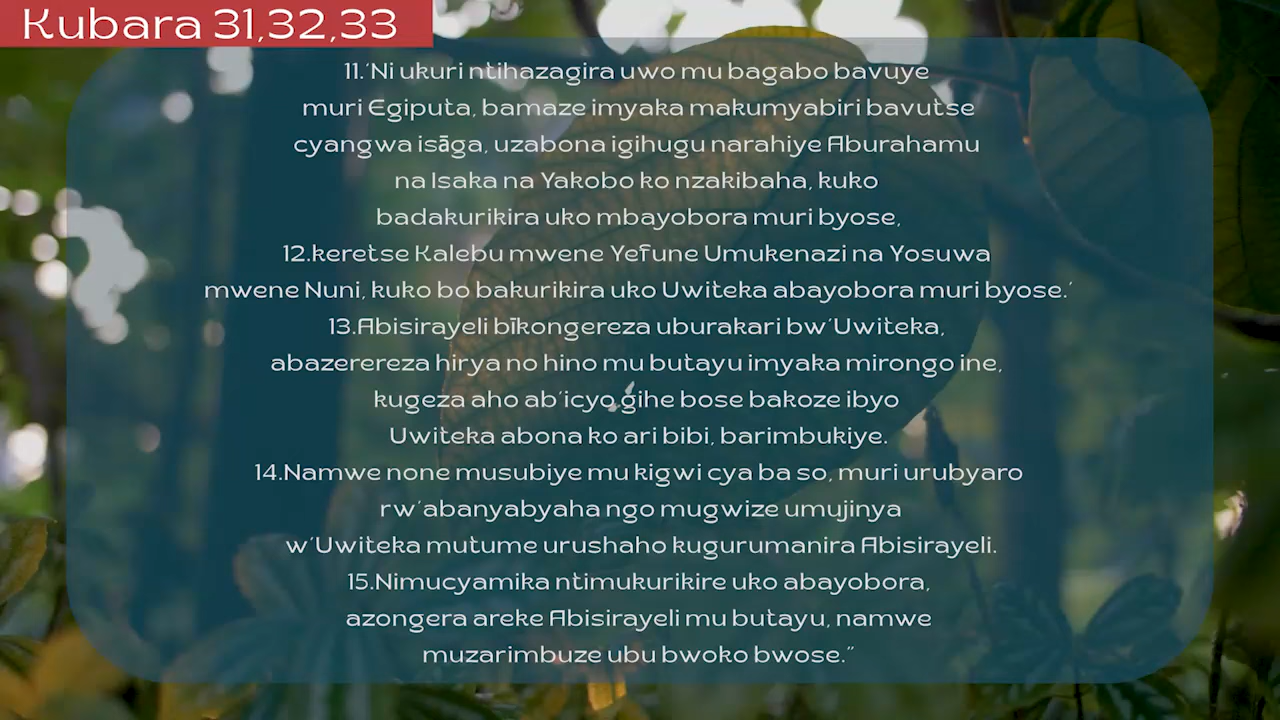 Kubara 31,32,33
11.'Ni ukuri ntihazagira uwo mu bagabo bavuye
muri Egiputa, bamaze imyaka makumyabiri bavutse
cyangwa isāga, uzabona igihugu narahiye Aburahamu
na Isaka na Yakobo ko nzakibaha, kuko
badakurikira uko mbayobora muri byose,
12.keretse Kalebu mwene Yefune Umukenazi na Yosuwa
mwene Nuni, kuko bo bakurikira uko Uwiteka abayobora muri byose.'
13.Abisirayeli bīkongereza uburakari bw'Uwiteka,
abazerereza hirya no hino mu butayu imyaka mirongo ine,
kugeza aho ab'icyo gihe bose bakoze ibyo
Uwiteka abona ko ari bibi, barimbukiye.
14.Namwe none musubiye mu kigwi cya ba so, muri urubyaro
rw'abanyabyaha ngo mugwize umujinya
w'Uwiteka mutume urushaho kugurumanira Abisirayeli.
15.Nimucyamika ntimukurikire uko abayobora,
azongera areke Abisirayeli mu butayu, namwe
muzarimbuze ubu bwoko bwose."